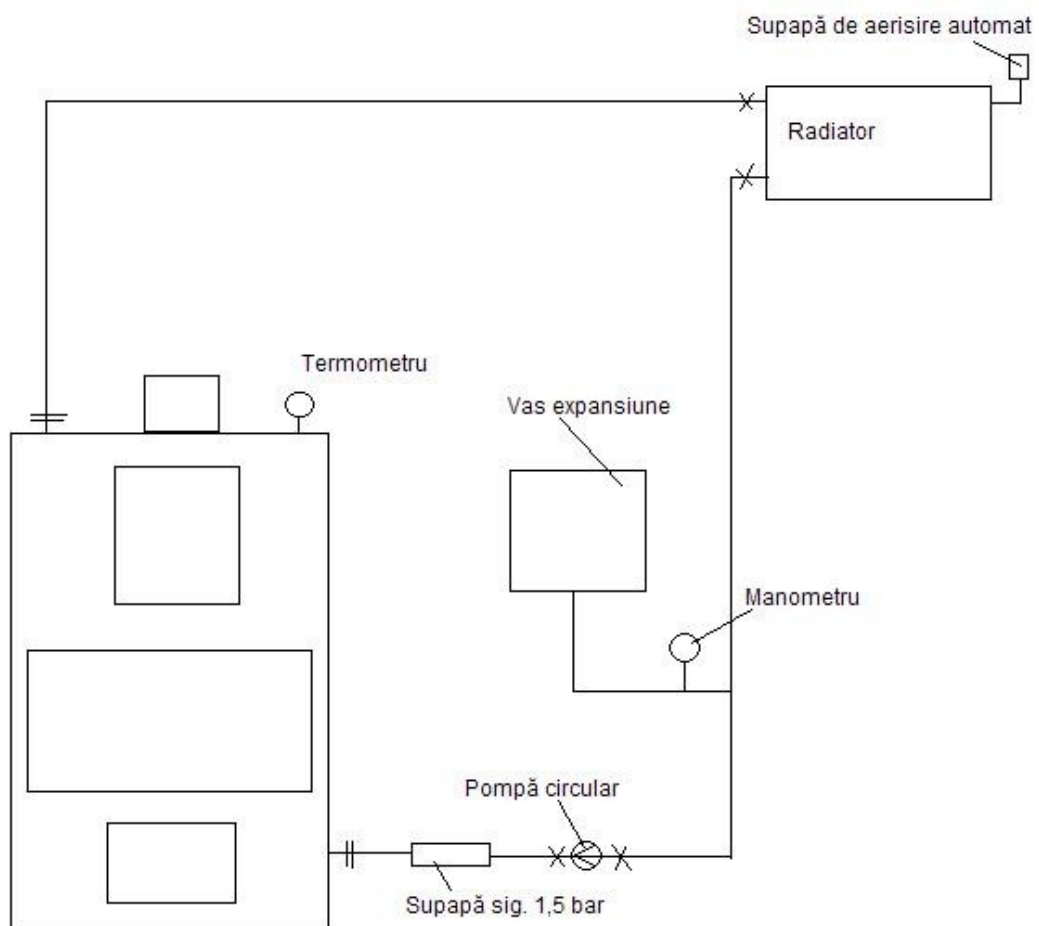 Supapă de aerisire automat
Radiator
Termometru
Vas expansiune
Manometru
Pompă circular
Supapă sig. 1,5 bar